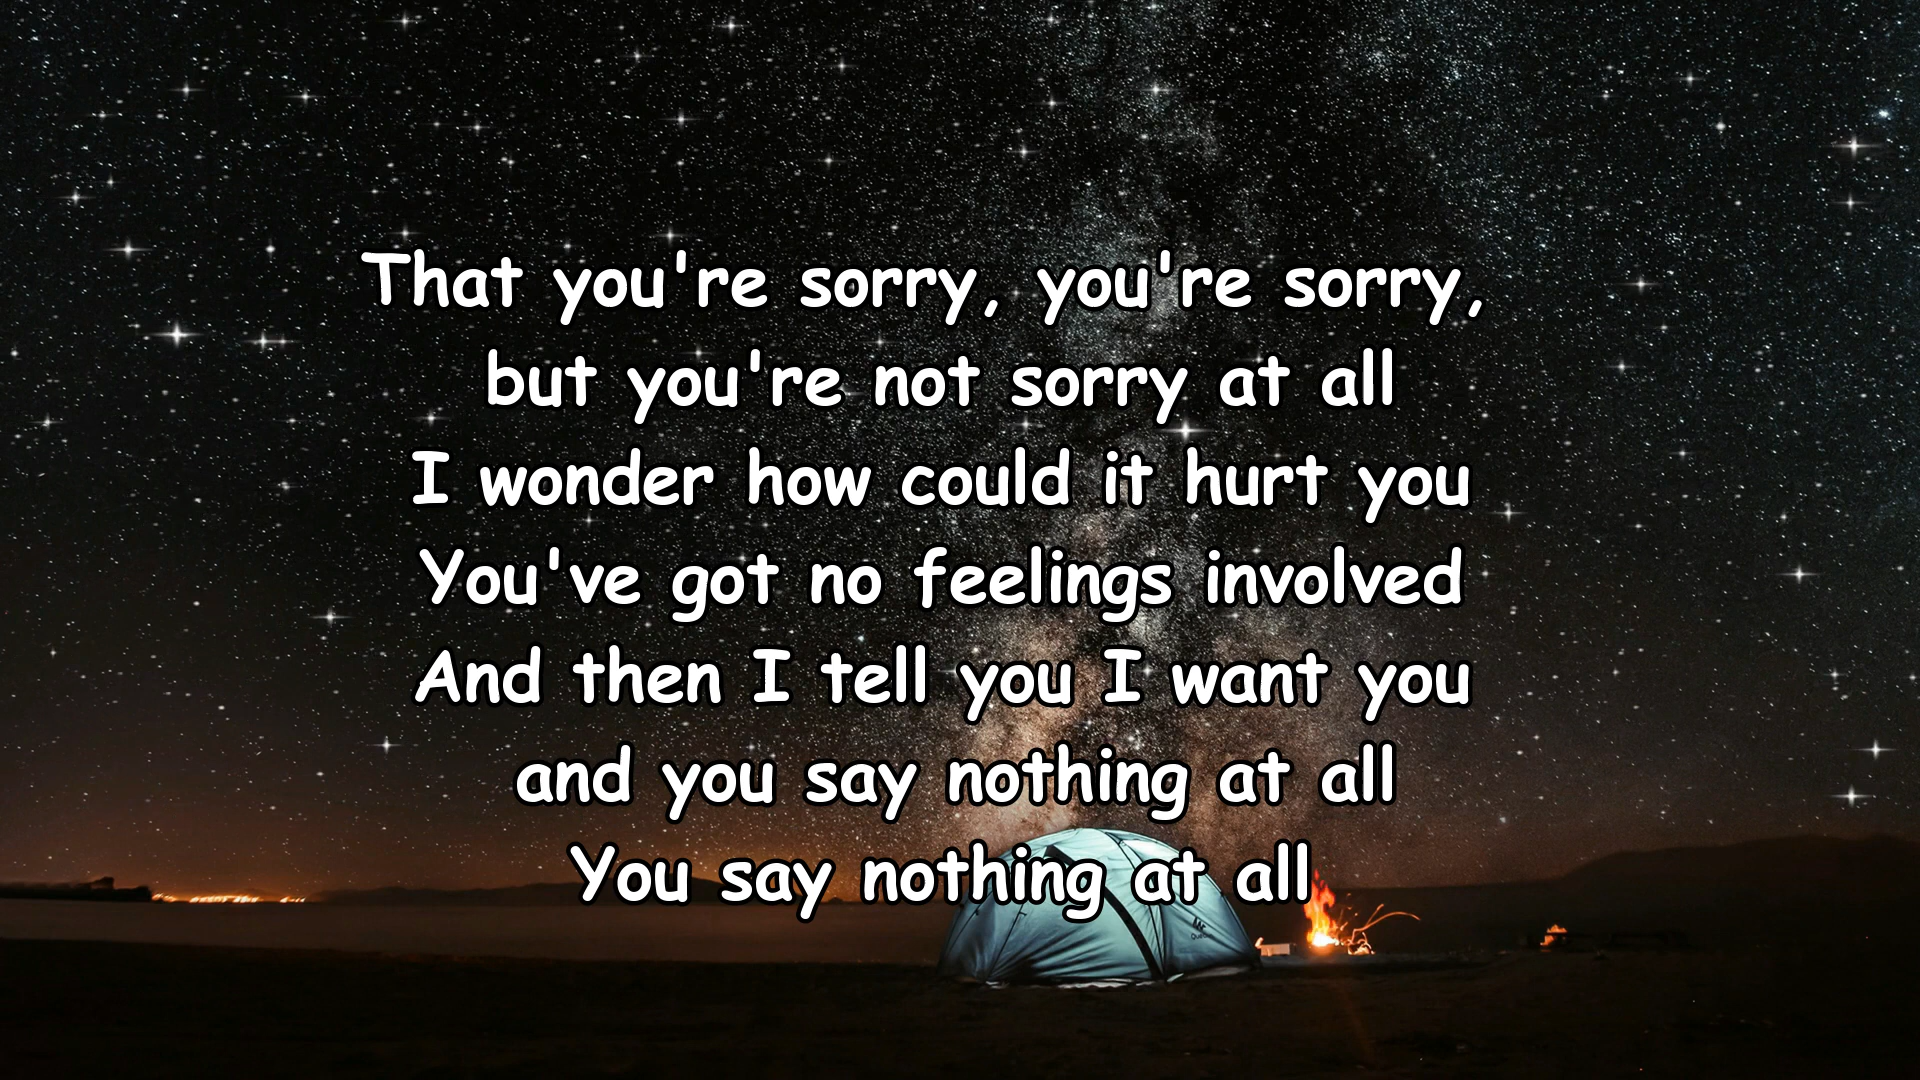 That you're sorry, you're sorry,
but you're not sorry at all
I wonder how could it hurt you
You've got no feelings involved
And then I tell you I want you
and you say nothing at all
You say nothing at all